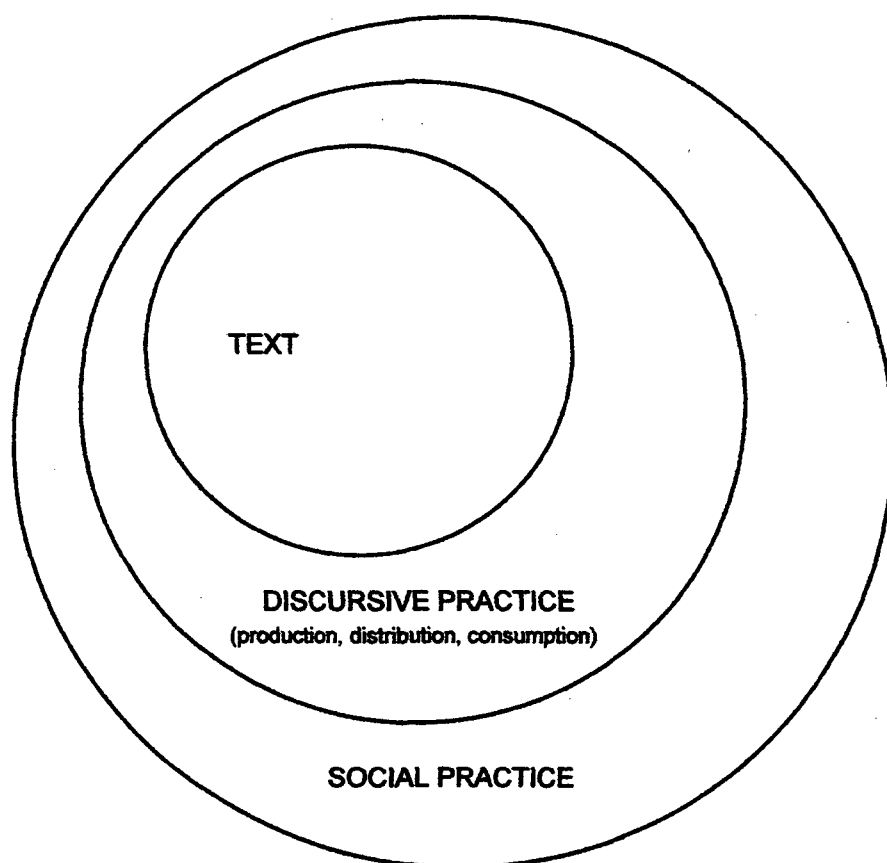 TEXT
DISCURSIVE PRACTICE
(production, distribution, consumption)
SOCIAL PRACTICE